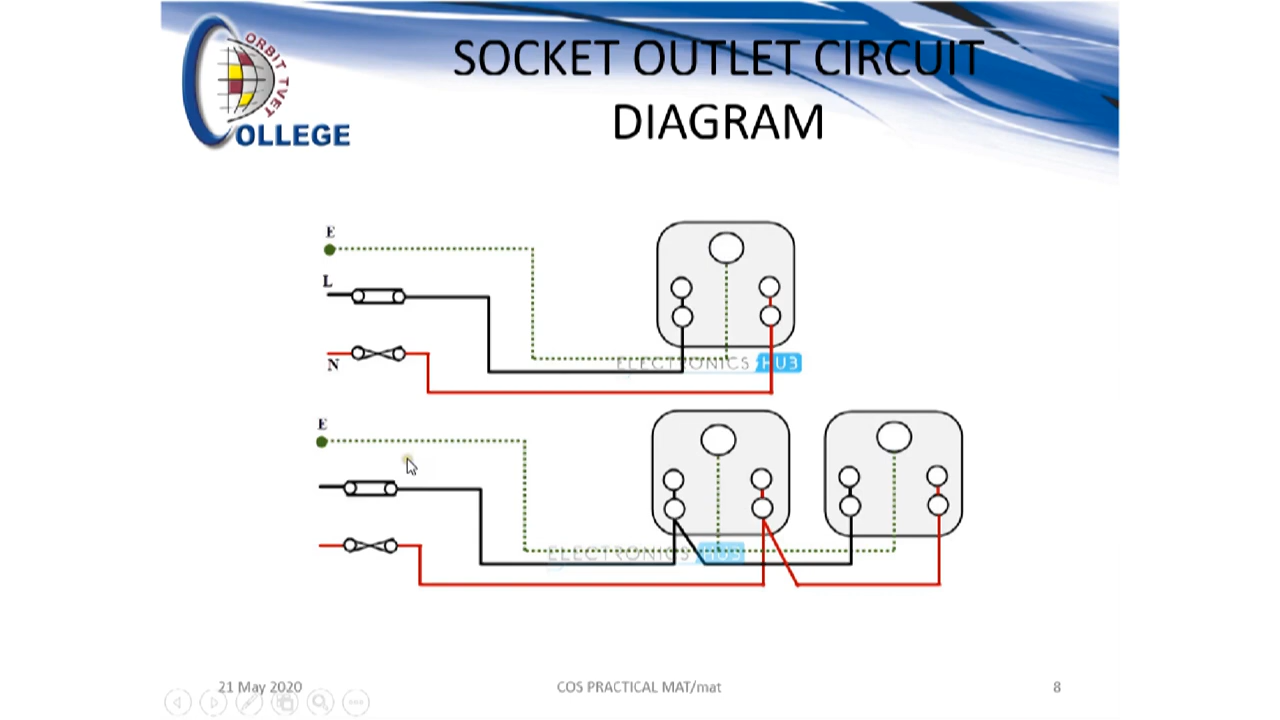 ORBIT TVET
COLLEGE
SOCKET OUTLET CIRCUIT
DIAGRAM
E
L
N
ELECTRONICS HUB
E
ELECTRONICS HUB
21 May 2020
COS PRACTICAL MAT/mat
8